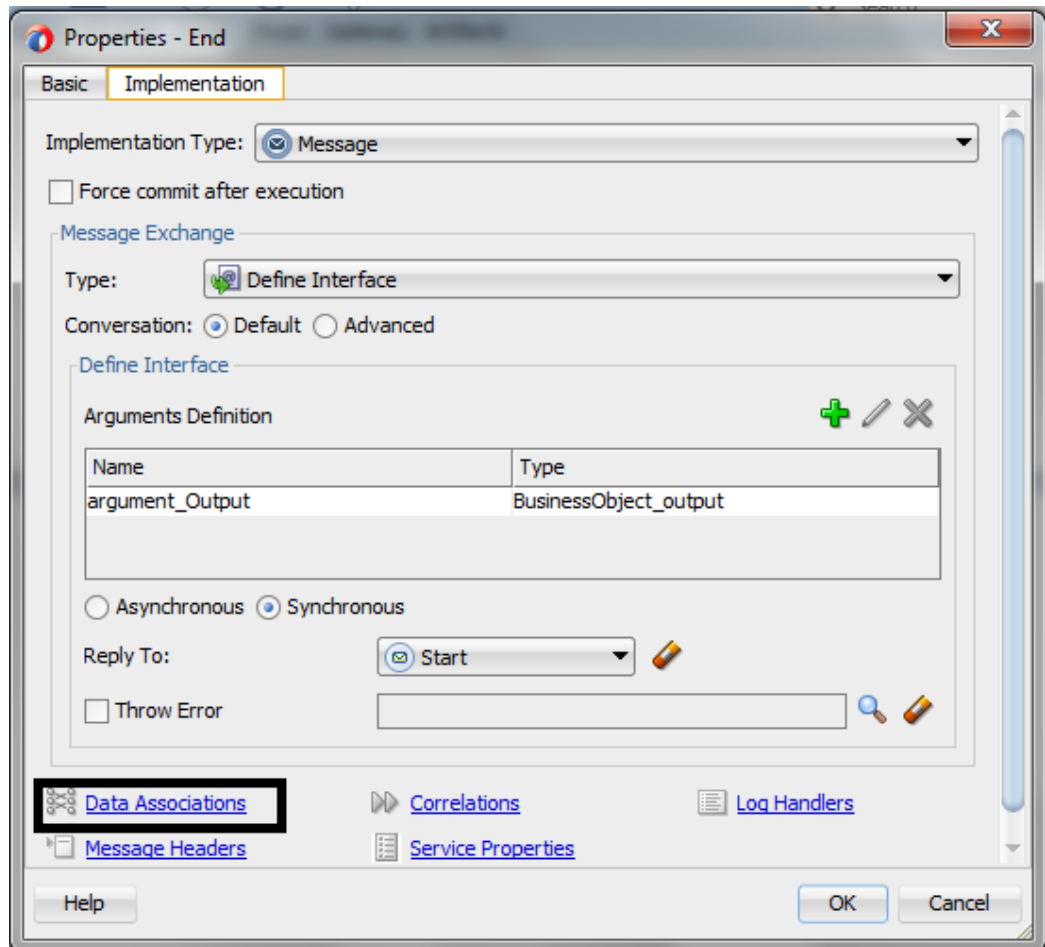 Properties - End
Basic Implementation
Implementation Type: Message
Force commit after execution
Message Exchange
Type: Define Interface
Conversation: Default Advanced
Define Interface
Arguments Definition
Name Type
argument_Output BusinessObject_output
Asynchronous Synchronous
Reply To: Start
Throw Error
Data Associations Correlations Log Handlers
Message Headers Service Properties
Help OK Cancel